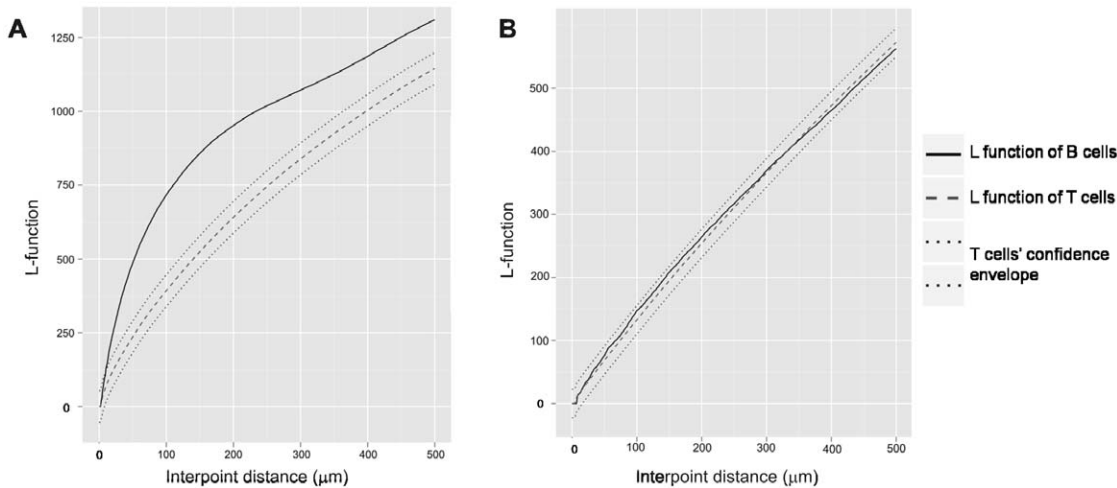 A
L-function
1250
1000
750
500
250
0
0 100 200 300 400 500
Interpoint distance (μm)
B
L-function
500
400
300
200
100
0
0 100 200 300 400 500
Interpoint distance (μm)
L function of B cells
L function of T cells
T cells' confidence
envelope